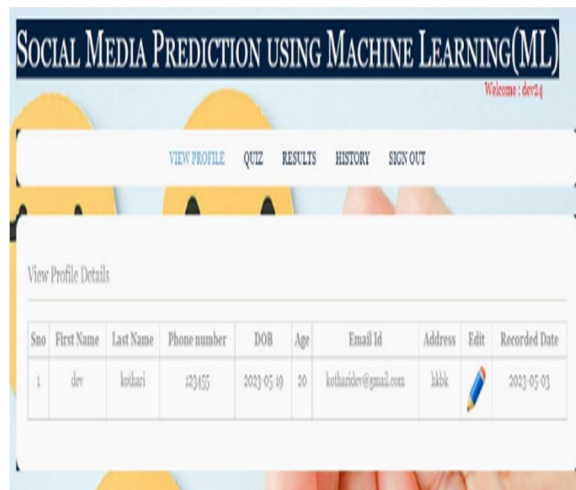 SOCIAL MEDIA PREDICTION USING MACHINE LEARNING(ML)
Welcome : dev24
VIEW PROFILE QUIZ RESULTS HISTORY SIGN OUT
View Profile Details
Sno First Name Last Name Phone number DOB Age Email Id Address Edit Recorded Date
1 dev kothari 123455 2023-05-19 20 kotharidev@gmail.com hkbk 2023-05-03